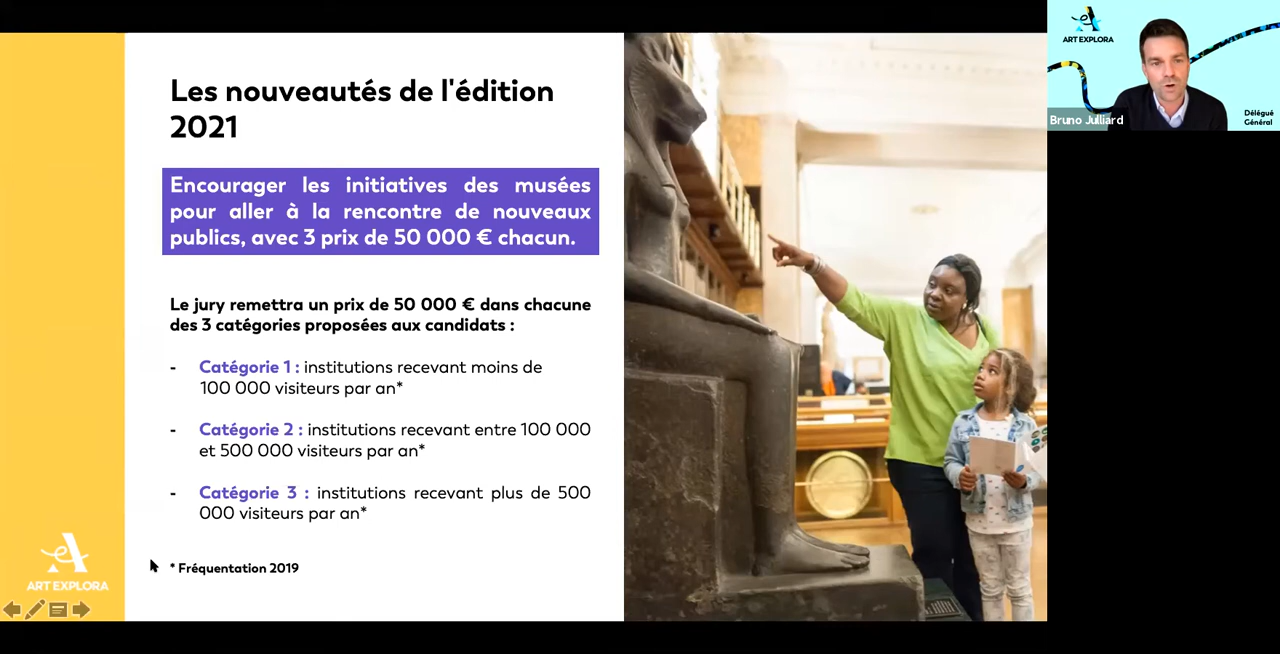 Les nouveautés de l'édition
2021
Encourager les initiatives des musées
pour aller à la rencontre de nouveaux
publics, avec 3 prix de 50 000 € chacun.
Le jury remettra un prix de 50 000 € dans chacune
des 3 catégories proposées aux candidats :
- Catégorie 1 : institutions recevant moins de
100 000 visiteurs par an*
- Catégorie 2 : institutions recevant entre 100 000
et 500 000 visiteurs par an*
- Catégorie 3 : institutions recevant plus de 500
000 visiteurs par an*
* Fréquentation 2019
ART EXPLORA
ART EXPLORA
Bruno Julliard
Délégué
Général